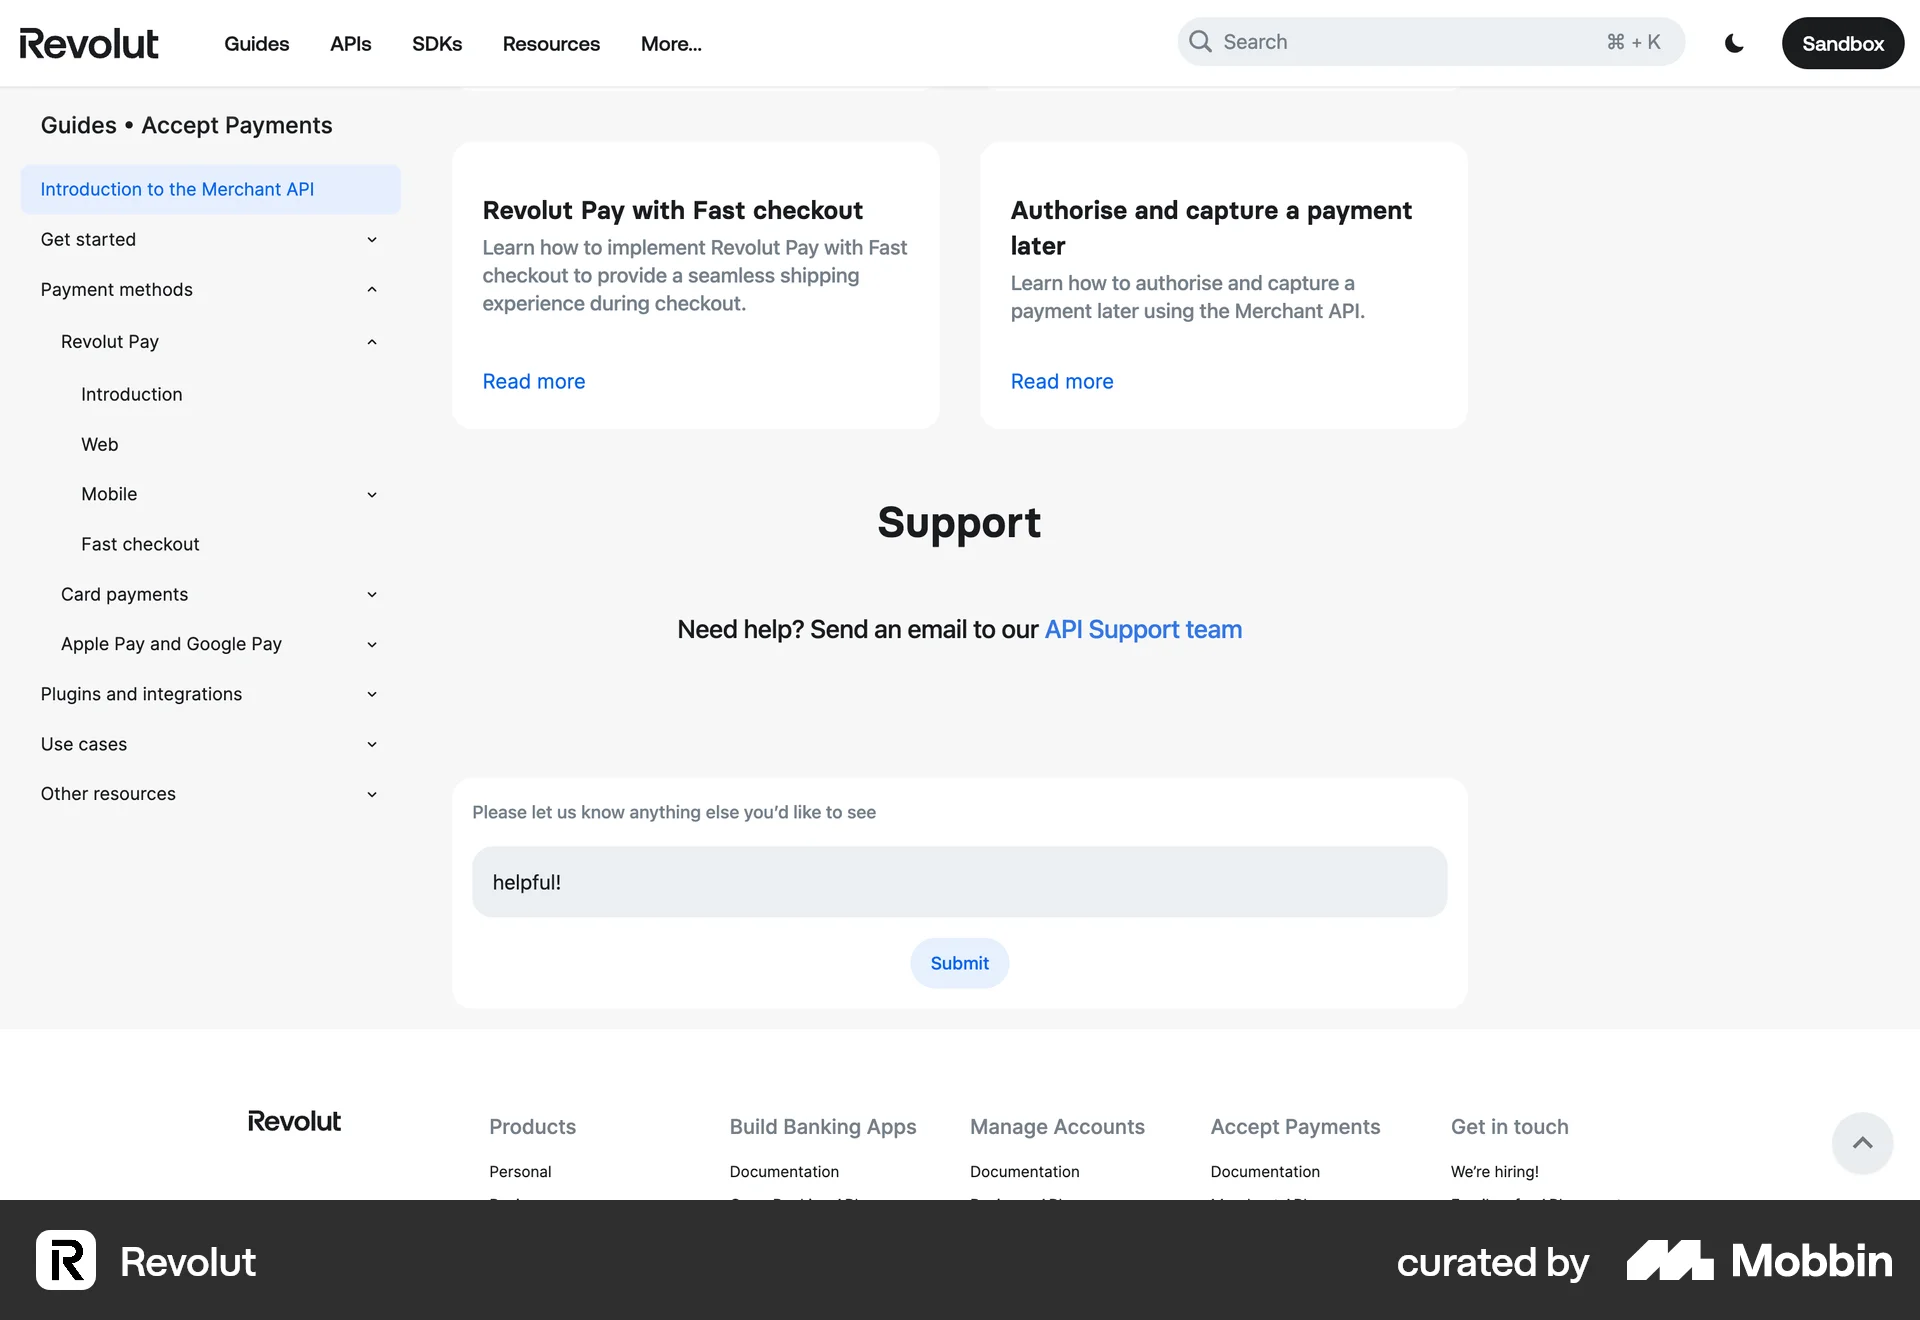 Revolut
Guides
APIs
SDKs
Resources
More...
Search
⌘ + K
Sandbox
Guides • Accept Payments
Introduction to the Merchant API
Get started
Payment methods
Revolut Pay
Introduction
Web
Mobile
Fast checkout
Card payments
Apple Pay and Google Pay
Plugins and integrations
Use cases
Other resources
Revolut Pay with Fast checkout
Learn how to implement Revolut Pay with Fast
checkout to provide a seamless shipping
experience during checkout.
Read more
Authorise and capture a payment
later
Learn how to authorise and capture a
payment later using the Merchant API.
Read more
Support
Need help? Send an email to our API Support team
Please let us know anything else you’d like to see
helpful!
Submit
Revolut
Products
Personal
Build Banking Apps
Documentation
Manage Accounts
Documentation
Accept Payments
Documentation
Get in touch
We’re hiring!
Revolut
curated by
Mobbin